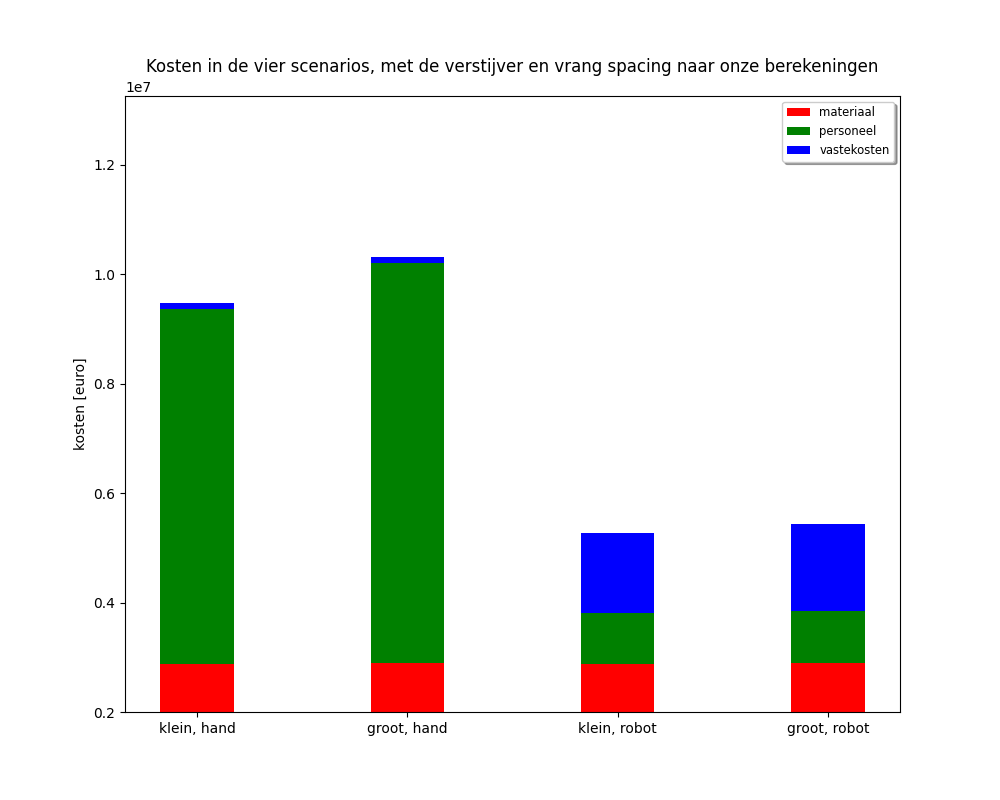 Kosten in de vier scenarios, met de verstijver en vrang spacing naar onze berekeningen
1e7
materiaal
personeel
vastekosten
1.2
1.0
0.8
0.6
0.4
0.2
kosten [euro]
klein, hand
groot, hand
klein, robot
groot, robot